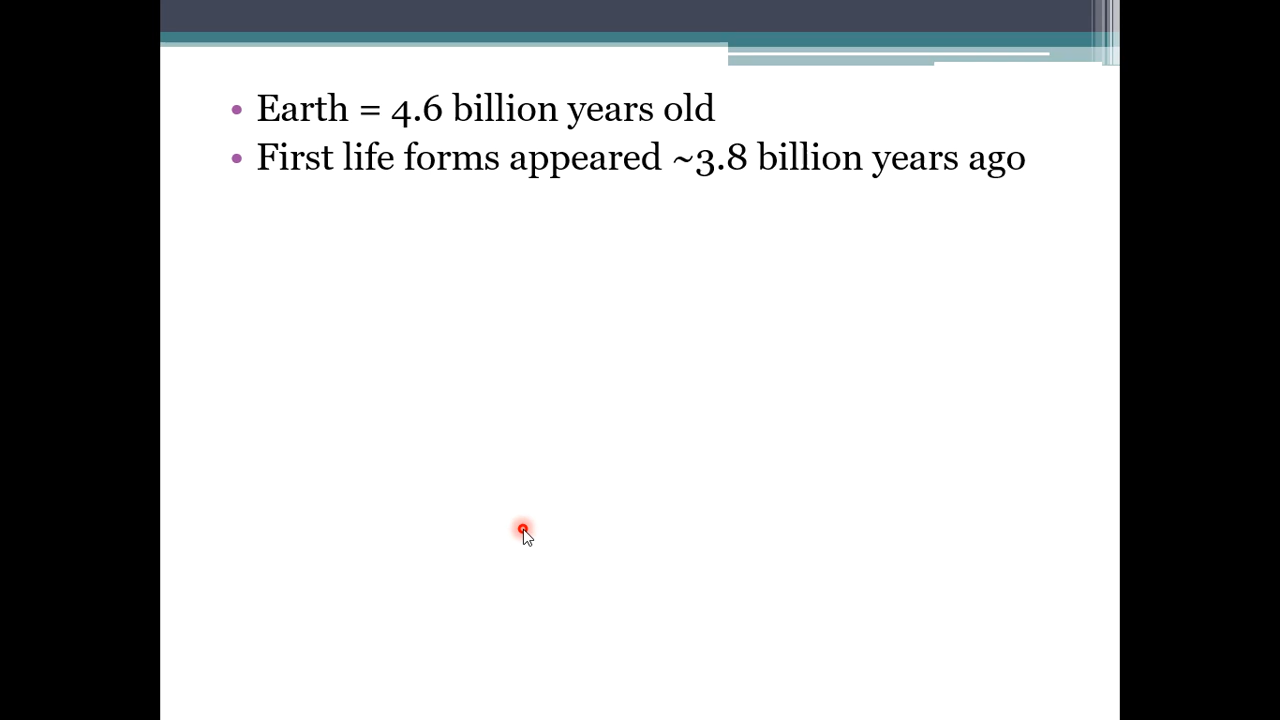 • Earth = 4.6 billion years old
• First life forms appeared ~3.8 billion years ago